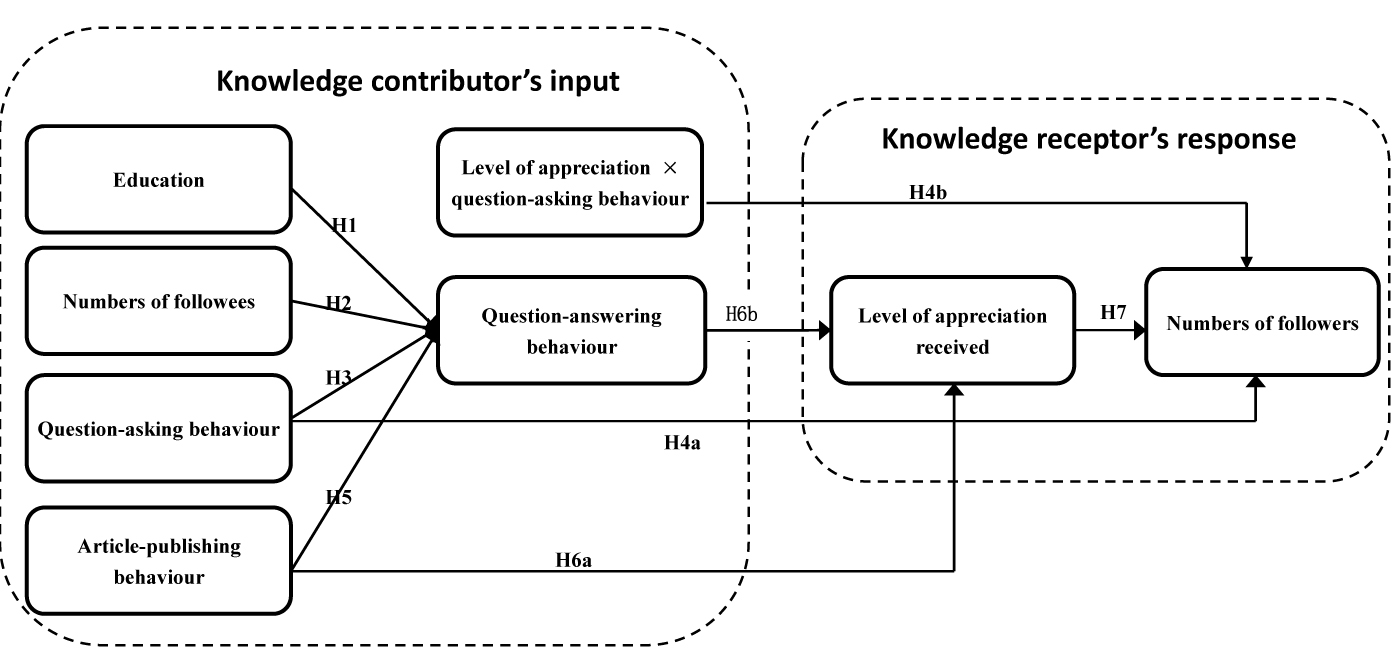 Knowledge contributor's input
Education
Numbers of followees
Question-asking behaviour
Article-publishing
behaviour
H1
H2
H3
H5
Level of appreciation ×
question-asking behaviour
Question-answering
behaviour
H6b
H4a
H6a
Knowledge receptor's response
H4b
Level of appreciation
received
H7
Numbers of followers